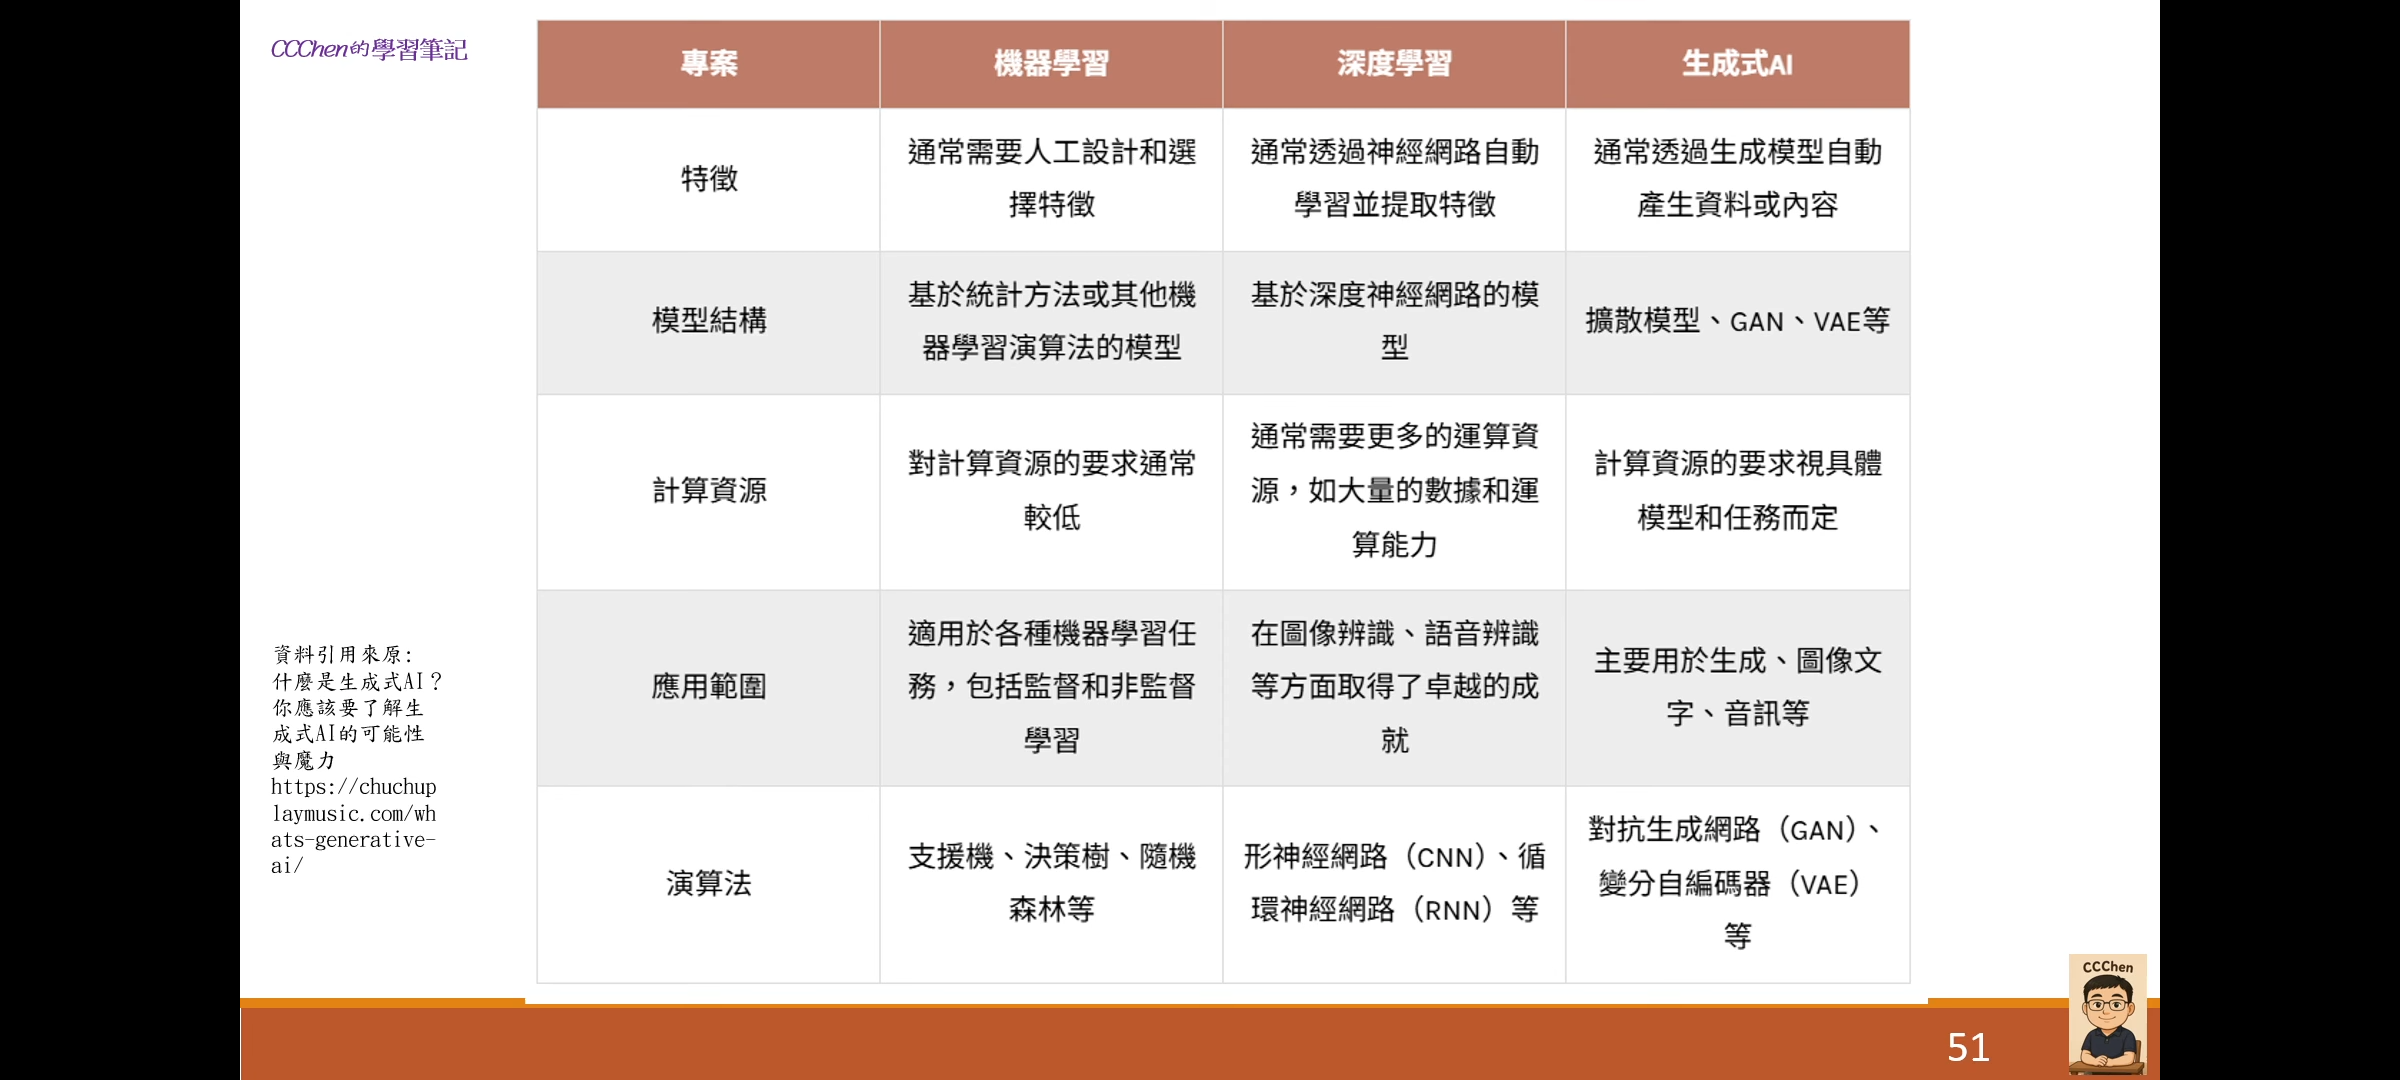 CCChen的學習筆記
專案
機器學習
深度學習
生成式AI
特徵
通常需要人工設計和選
擇特徵
通常透過神經網路自動
學習並提取特徵
通常透過生成模型自動
產生資料或內容
模型結構
基於統計方法或其他機
器學習演算法的模型
基於深度神經網路的模
型
擴散模型、GAN、VAE等
計算資源
對計算資源的要求通常
較低
通常需要更多的運算資
源，如大量的數據和運
算能力
計算資源的要求視具體
模型和任務而定
應用範圍
適用於各種機器學習任
務，包括監督和非監督
學習
在圖像辨識、語音辨識
等方面取得了卓越的成
就
主要用於生成、圖像文
字、音訊等
演算法
支援機、決策樹、隨機
森林等
形神經網路（CNN）、循
環神經網路（RNN）等
對抗生成網路（GAN）、
變分自編碼器（VAE）
等
資料引用來原:
什麼是生成式AI？
你應該要了解生
成式AI的可能性
與魔力
https://chuchup
laymusic.com/wh
ats-generative-
ai/
CCChen
51